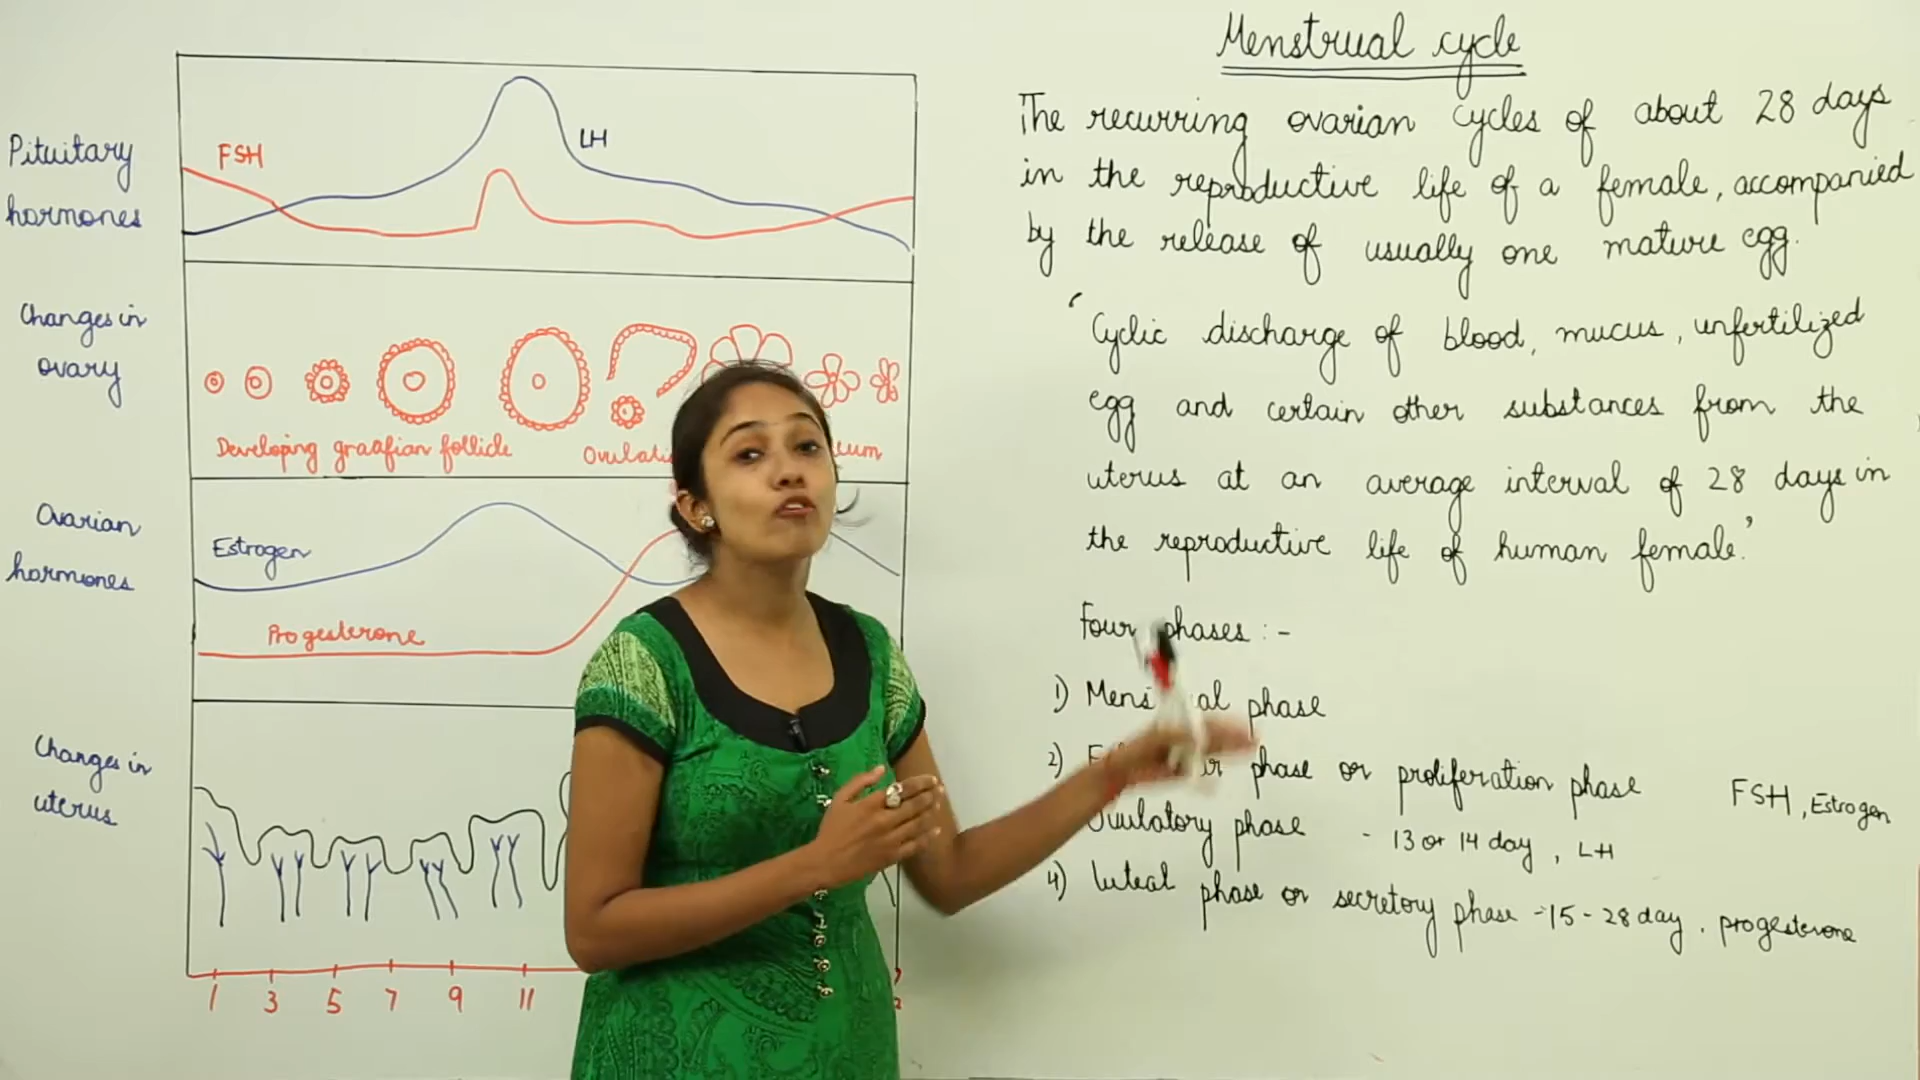 Menstrual cycle
The recurring ovarian cycles of about 28 days
in the reproductive life of a female, accompanied
by the release of usually one mature egg.
'Cyclic discharge of blood, mucus, unfertilized
egg and certain other substances from the
uterus at an average interval of 28 days in
the reproductive life of human female.'
Four phases :-
1) phase
2) phase or proliferation phase FSH, Estrogen
Ovulatory phase - 13 or 14 day, LH
4) luteal phase or secretory phase - 15 - 28 day. progesterone
Pituitary
hormones
FSH
LH
Changes in
ovary
Developing graafian follicle
Ovarian
hormones
Estrogen
Progesterone
Changes in
uterus
1 3 5 7 9 11